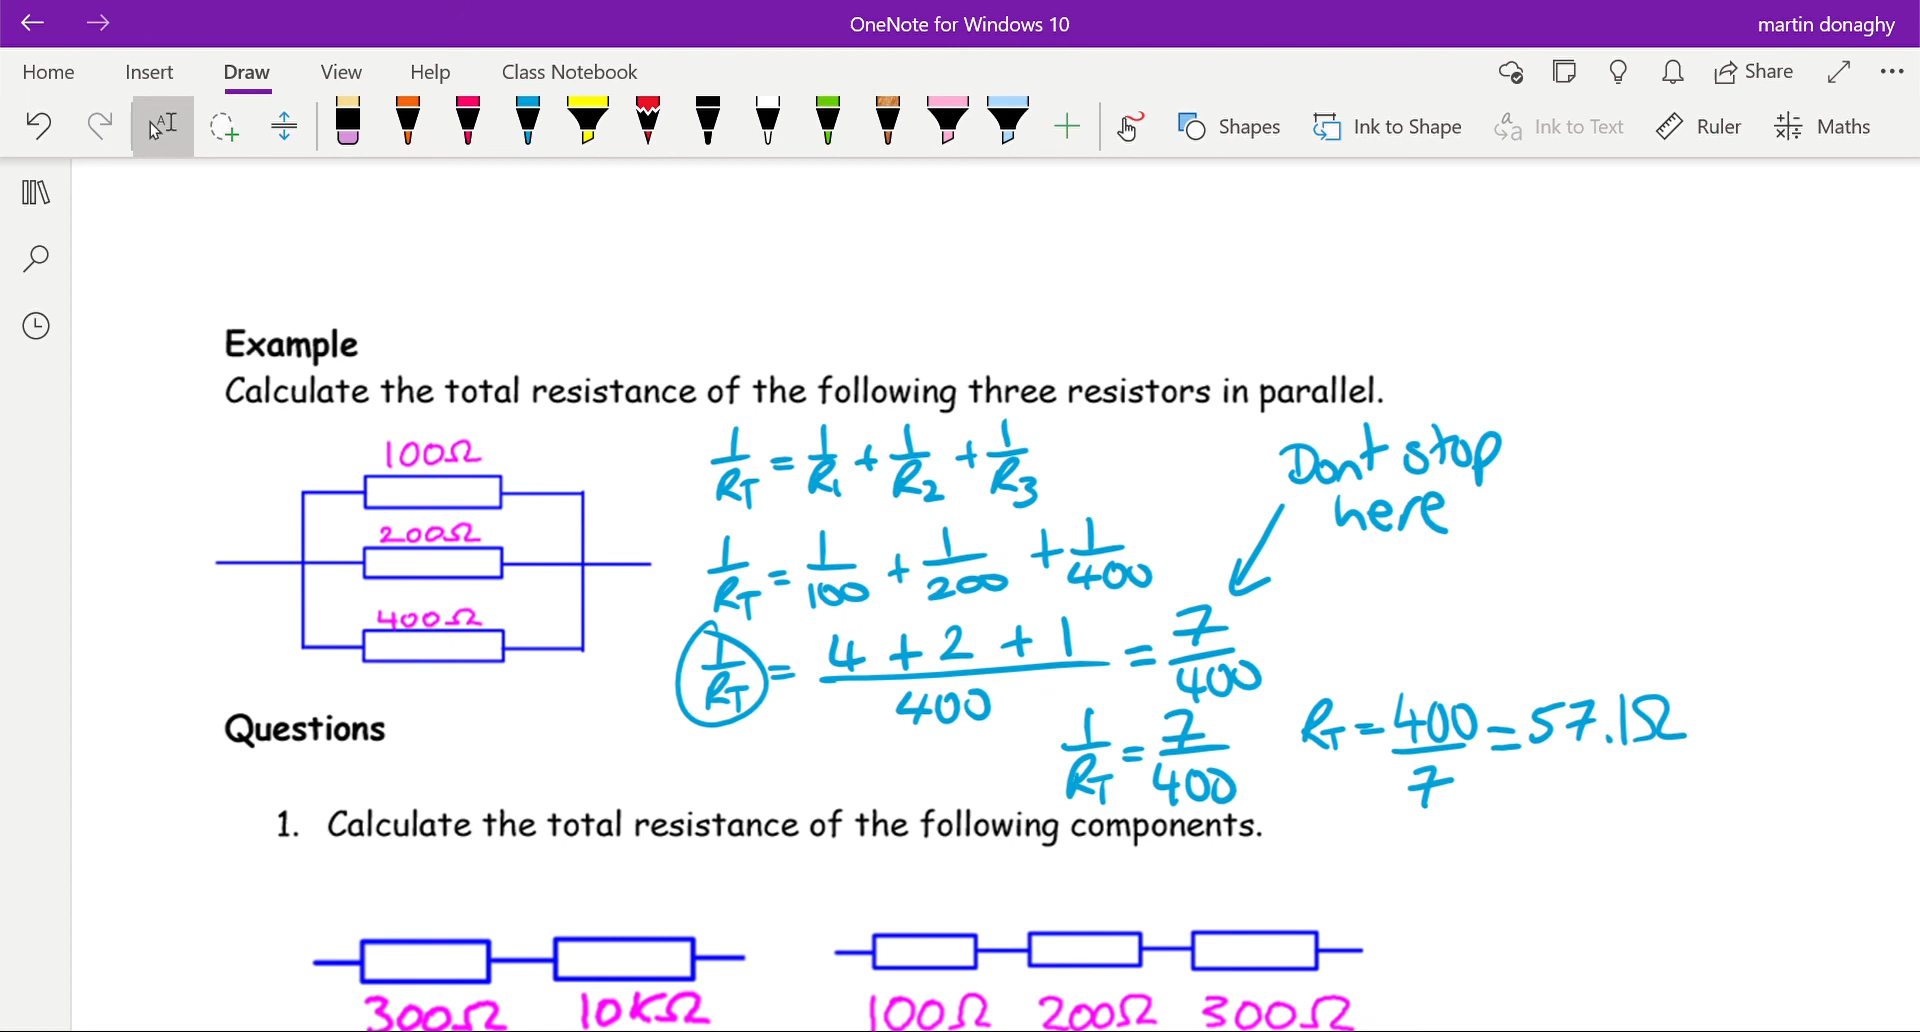 OneNote for Windows 10
martin donaghy
Home Insert Draw View Help Class Notebook
Share
Shapes Ink to Shape Ink to Text Ruler Maths
Example
Calculate the total resistance of the following three resistors in parallel.
100Ω
200Ω
400Ω
1/RT = 1/R1 + 1/R2 + 1/R3
Dont stop
here
1/RT = 1/100 + 1/200 + 1/400
1/RT = 4 + 2 + 1/400 = 7/400
1/RT = 7/400
RT = 400/7 = 57.1Ω
Questions
1. Calculate the total resistance of the following components.
300Ω 10KΩ
100Ω 200Ω 300Ω